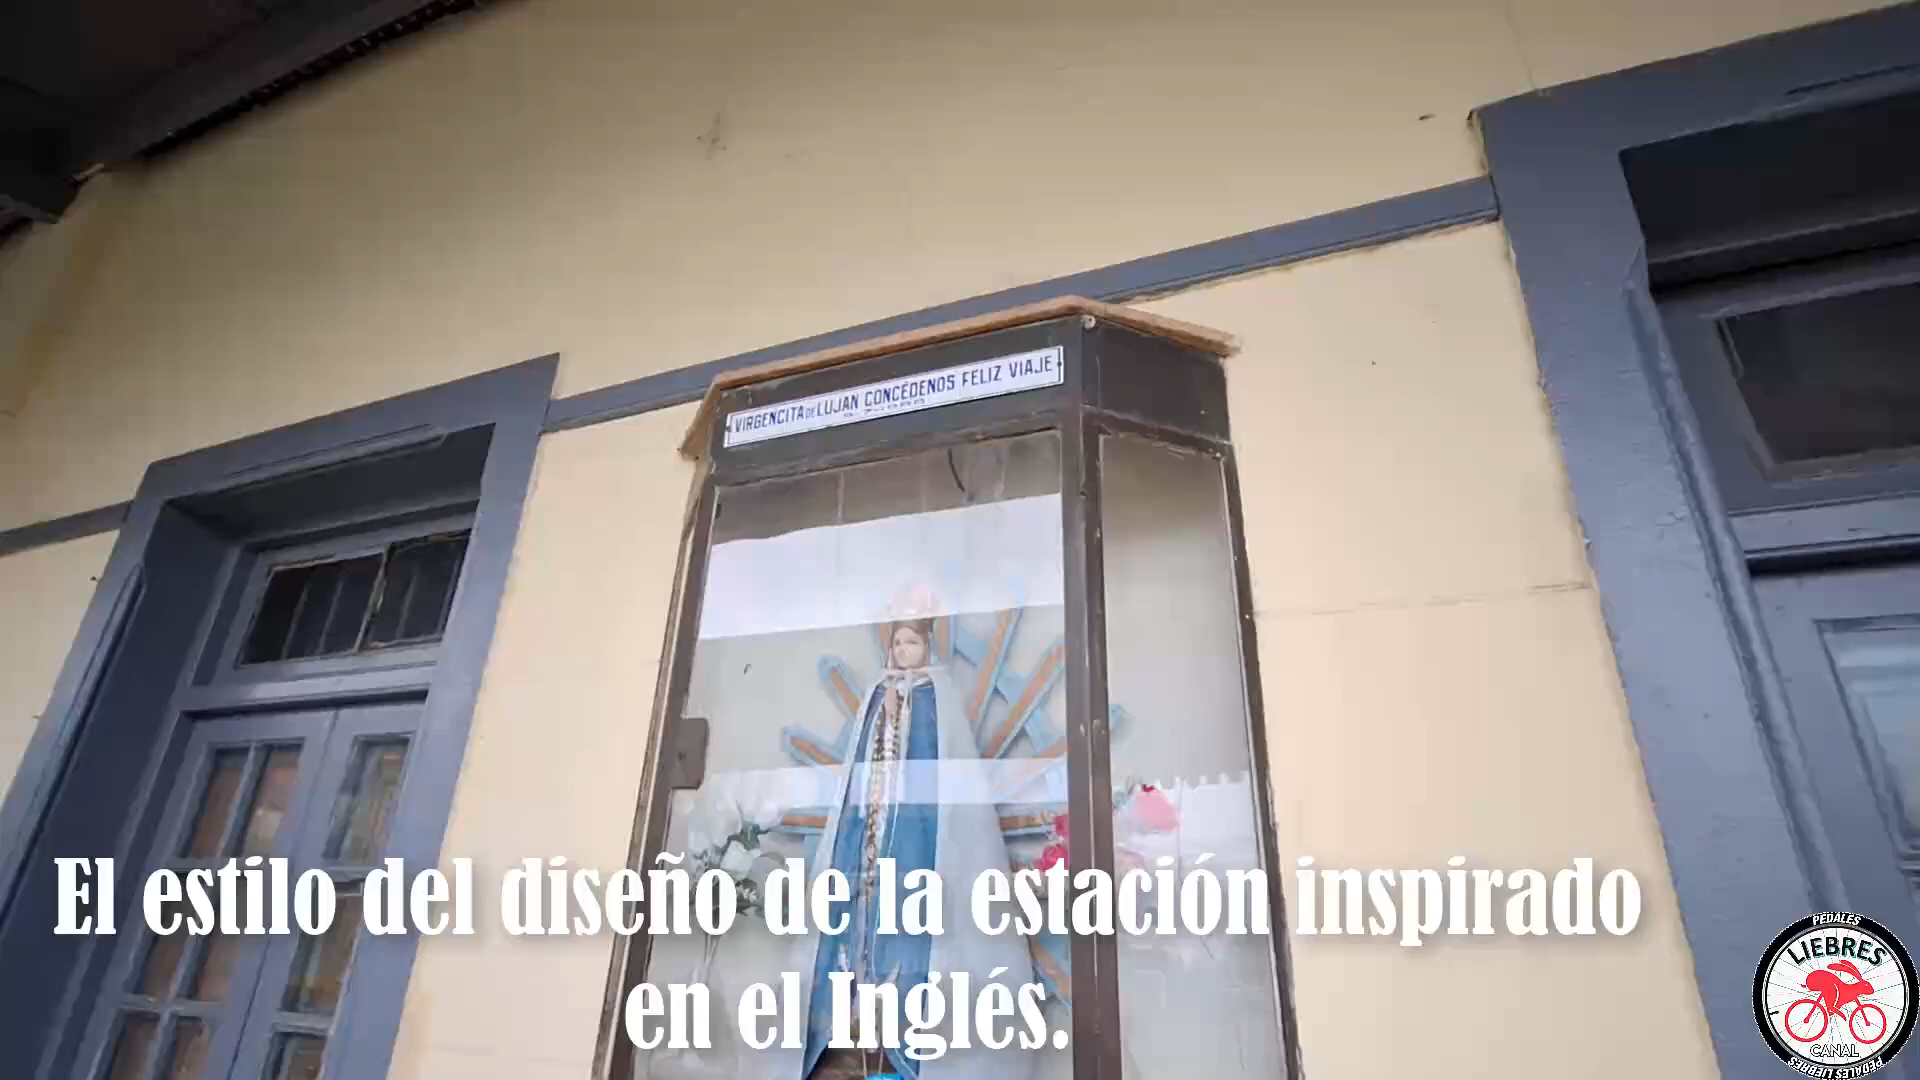 VIRGENCITA DE LUJAN CONCÉDENOS FELIZ VIAJE
El estilo del diseño de la estación inspirado
en el Inglés.
PEDALES
LIEBRES
CANAL
PEDALES LIEBRES